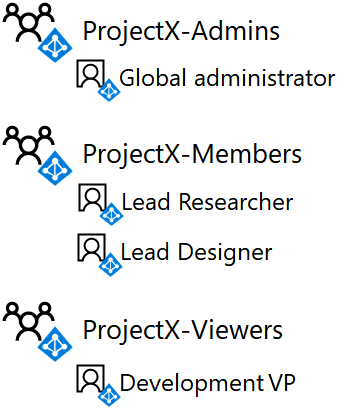 ProjectX-Admins
Global administrator
ProjectX-Members
Lead Researcher
Lead Designer
ProjectX-Viewers
Development VP